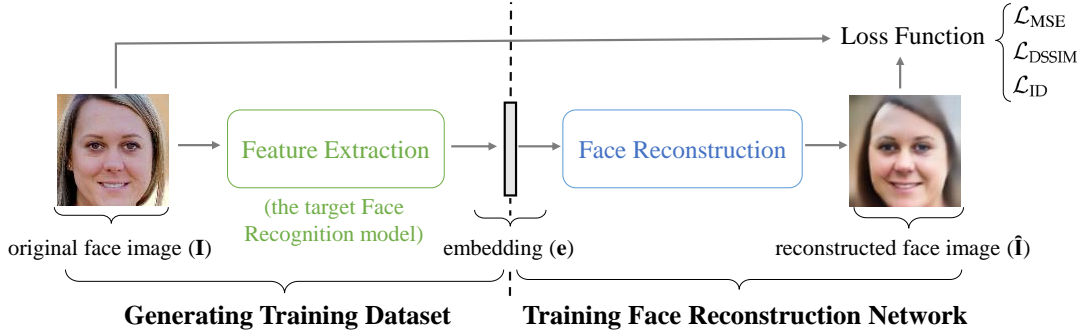 Loss Function
ℒMSE
ℒDSSIM
ℒID
Feature Extraction
Face Reconstruction
(the target Face
Recognition model)
original face image (I)
embedding (e)
reconstructed face image (Î)
Generating Training Dataset
Training Face Reconstruction Network